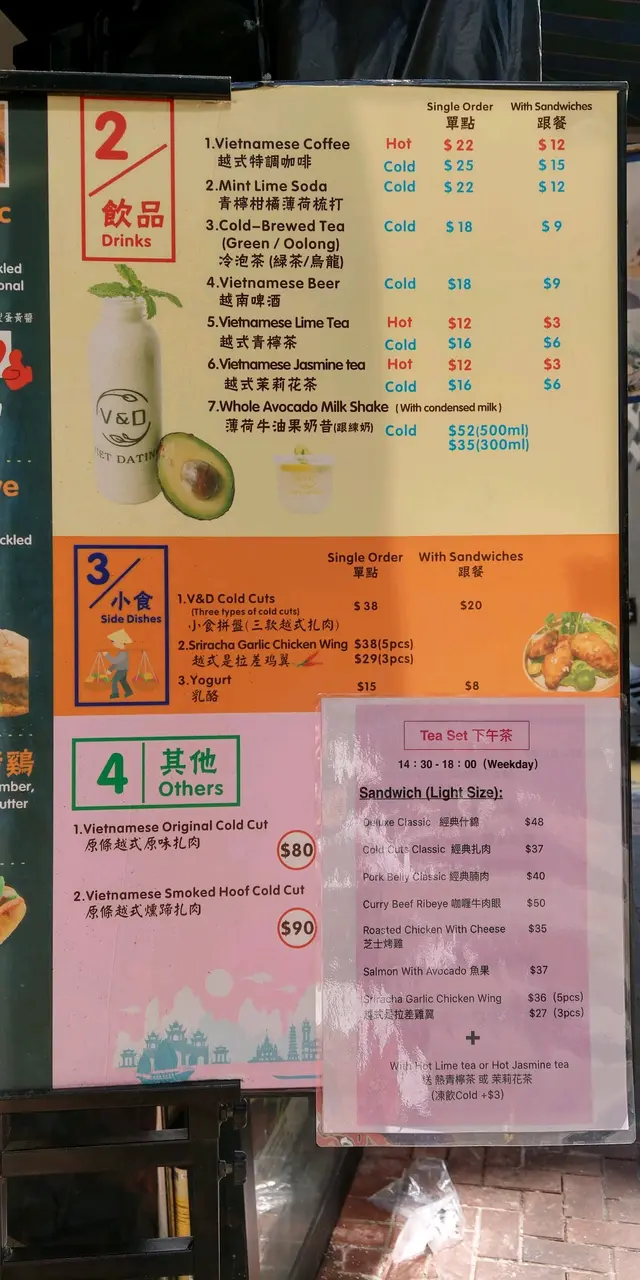 c
kled
onal
蛋黃醬
ve
ckled
雞
mber,
utter
2
飲品
Drinks
Single Order With Sandwiches
單點 跟餐
1.Vietnamese Coffee Hot $22 $12
越式特調咖啡 Cold $25 $15
2.Mint Lime Soda Cold $22 $12
青檸柑橘薄荷梳打
3.Cold-Brewed Tea Cold $18 $9
(Green / Oolong)
冷泡茶 (綠茶/烏龍)
4.Vietnamese Beer Cold $18 $9
越南啤酒
5.Vietnamese Lime Tea Hot $12 $3
越式青檸茶 Cold $16 $6
6.Vietnamese Jasmine tea Hot $12 $3
越式茉莉花茶 Cold $16 $6
7.Whole Avocado Milk Shake (With condensed milk)
薄荷牛油果奶昔(跟練奶) Cold $52(500ml)
$35(300ml)
V&D
VIET DATIN
3
小食
Side Dishes
Single Order With Sandwiches
單點 跟餐
1.V&D Cold Cuts $38 $20
(Three types of cold cuts)
小食拼盤(三款越式扎肉)
2.Sriracha Garlic Chicken Wing $38(5pcs)
越式是拉差鸡翼 $29(3pcs)
3.Yogurt $15 $8
乳酪
4
其他
Others
1.Vietnamese Original Cold Cut
原條越式原味扎肉 $80
2.Vietnamese Smoked Hoof Cold Cut
原條越式燻蹄扎肉 $90
Tea Set 下午茶
14：30 - 18：00 (Weekday)
Sandwich (Light Size):
Deluxe Classic 經典什錦 $48
Cold Cuts Classic 經典扎肉 $37
Pork Belly Classic 經典腩肉 $40
Curry Beef Ribeye 咖喱牛肉眼 $50
Roasted Chicken With Cheese $35
芝士烤雞
Salmon With Avocado 魚果 $37
Sriracha Garlic Chicken Wing $36 (5pcs)
越式是拉差雞翼 $27 (3pcs)
+
With Hot Lime tea or Hot Jasmine tea
送 熱青檸茶 或 茉莉花茶
(凍飲Cold +$3)